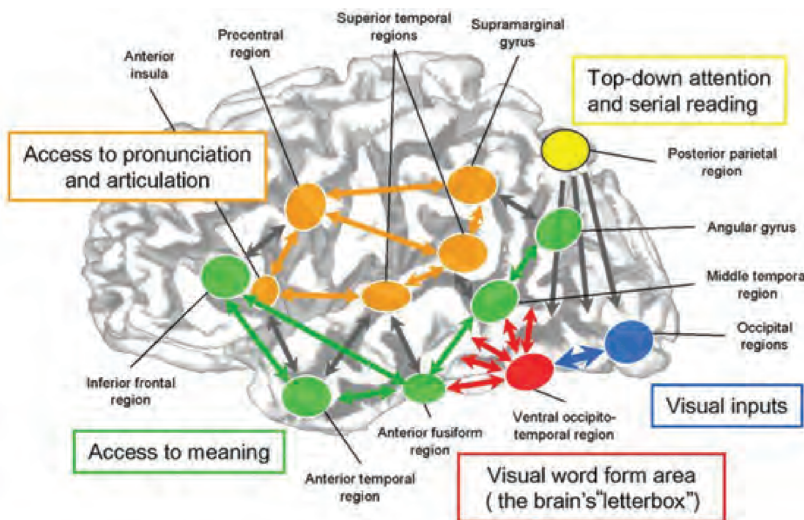 Superior temporal
regions
Supramarginal
gyrus
Precentral
region
Anterior
insula
Top-down attention
and serial reading
Access to pronunciation
and articulation
Posterior parietal
region
Angular gyrus
Middle temporal
region
Occipital
regions
Inferior frontal
region
Visual inputs
Ventral occipito-
temporal region
Access to meaning
Anterior fusiform
region
Anterior temporal
region
Visual word form area
( the brain's"letterbox")